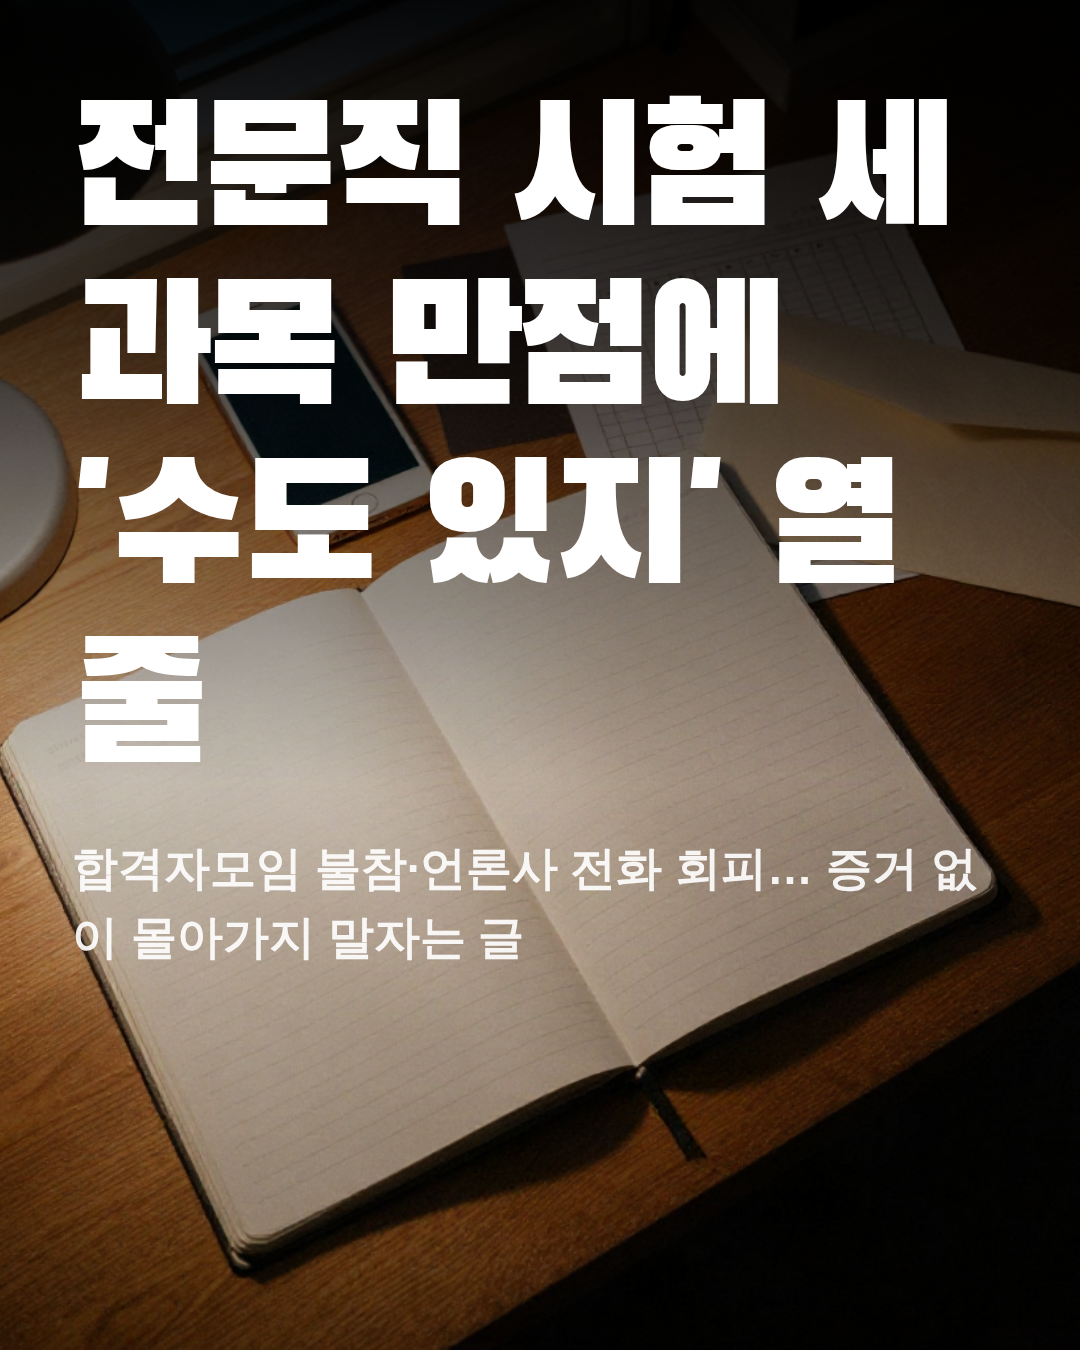 전문직 시험 세
과목 만점에
'수도 있지' 열
줄
합격자모임 불참·언론사 전화 회피… 증거 없
이 몰아가지 말자는 글